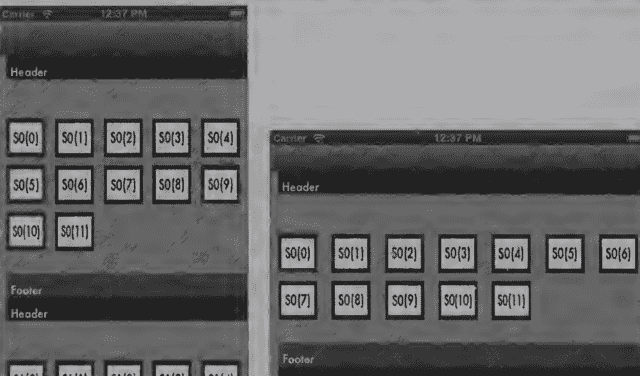 Carrier 12:37 PM
Header
S0[0] S0[1] S0[2] S0[3] S0[4]
S0[5] S0[6] S0[7] S0[8] S0[9]
S0[10] S0[11]
Footer
Header
Carrier 12:37 PM
Header
S0[0] S0[1] S0[2] S0[3] S0[4] S0[5] S0[6]
S0[7] S0[8] S0[9] S0[10] S0[11]
Footer